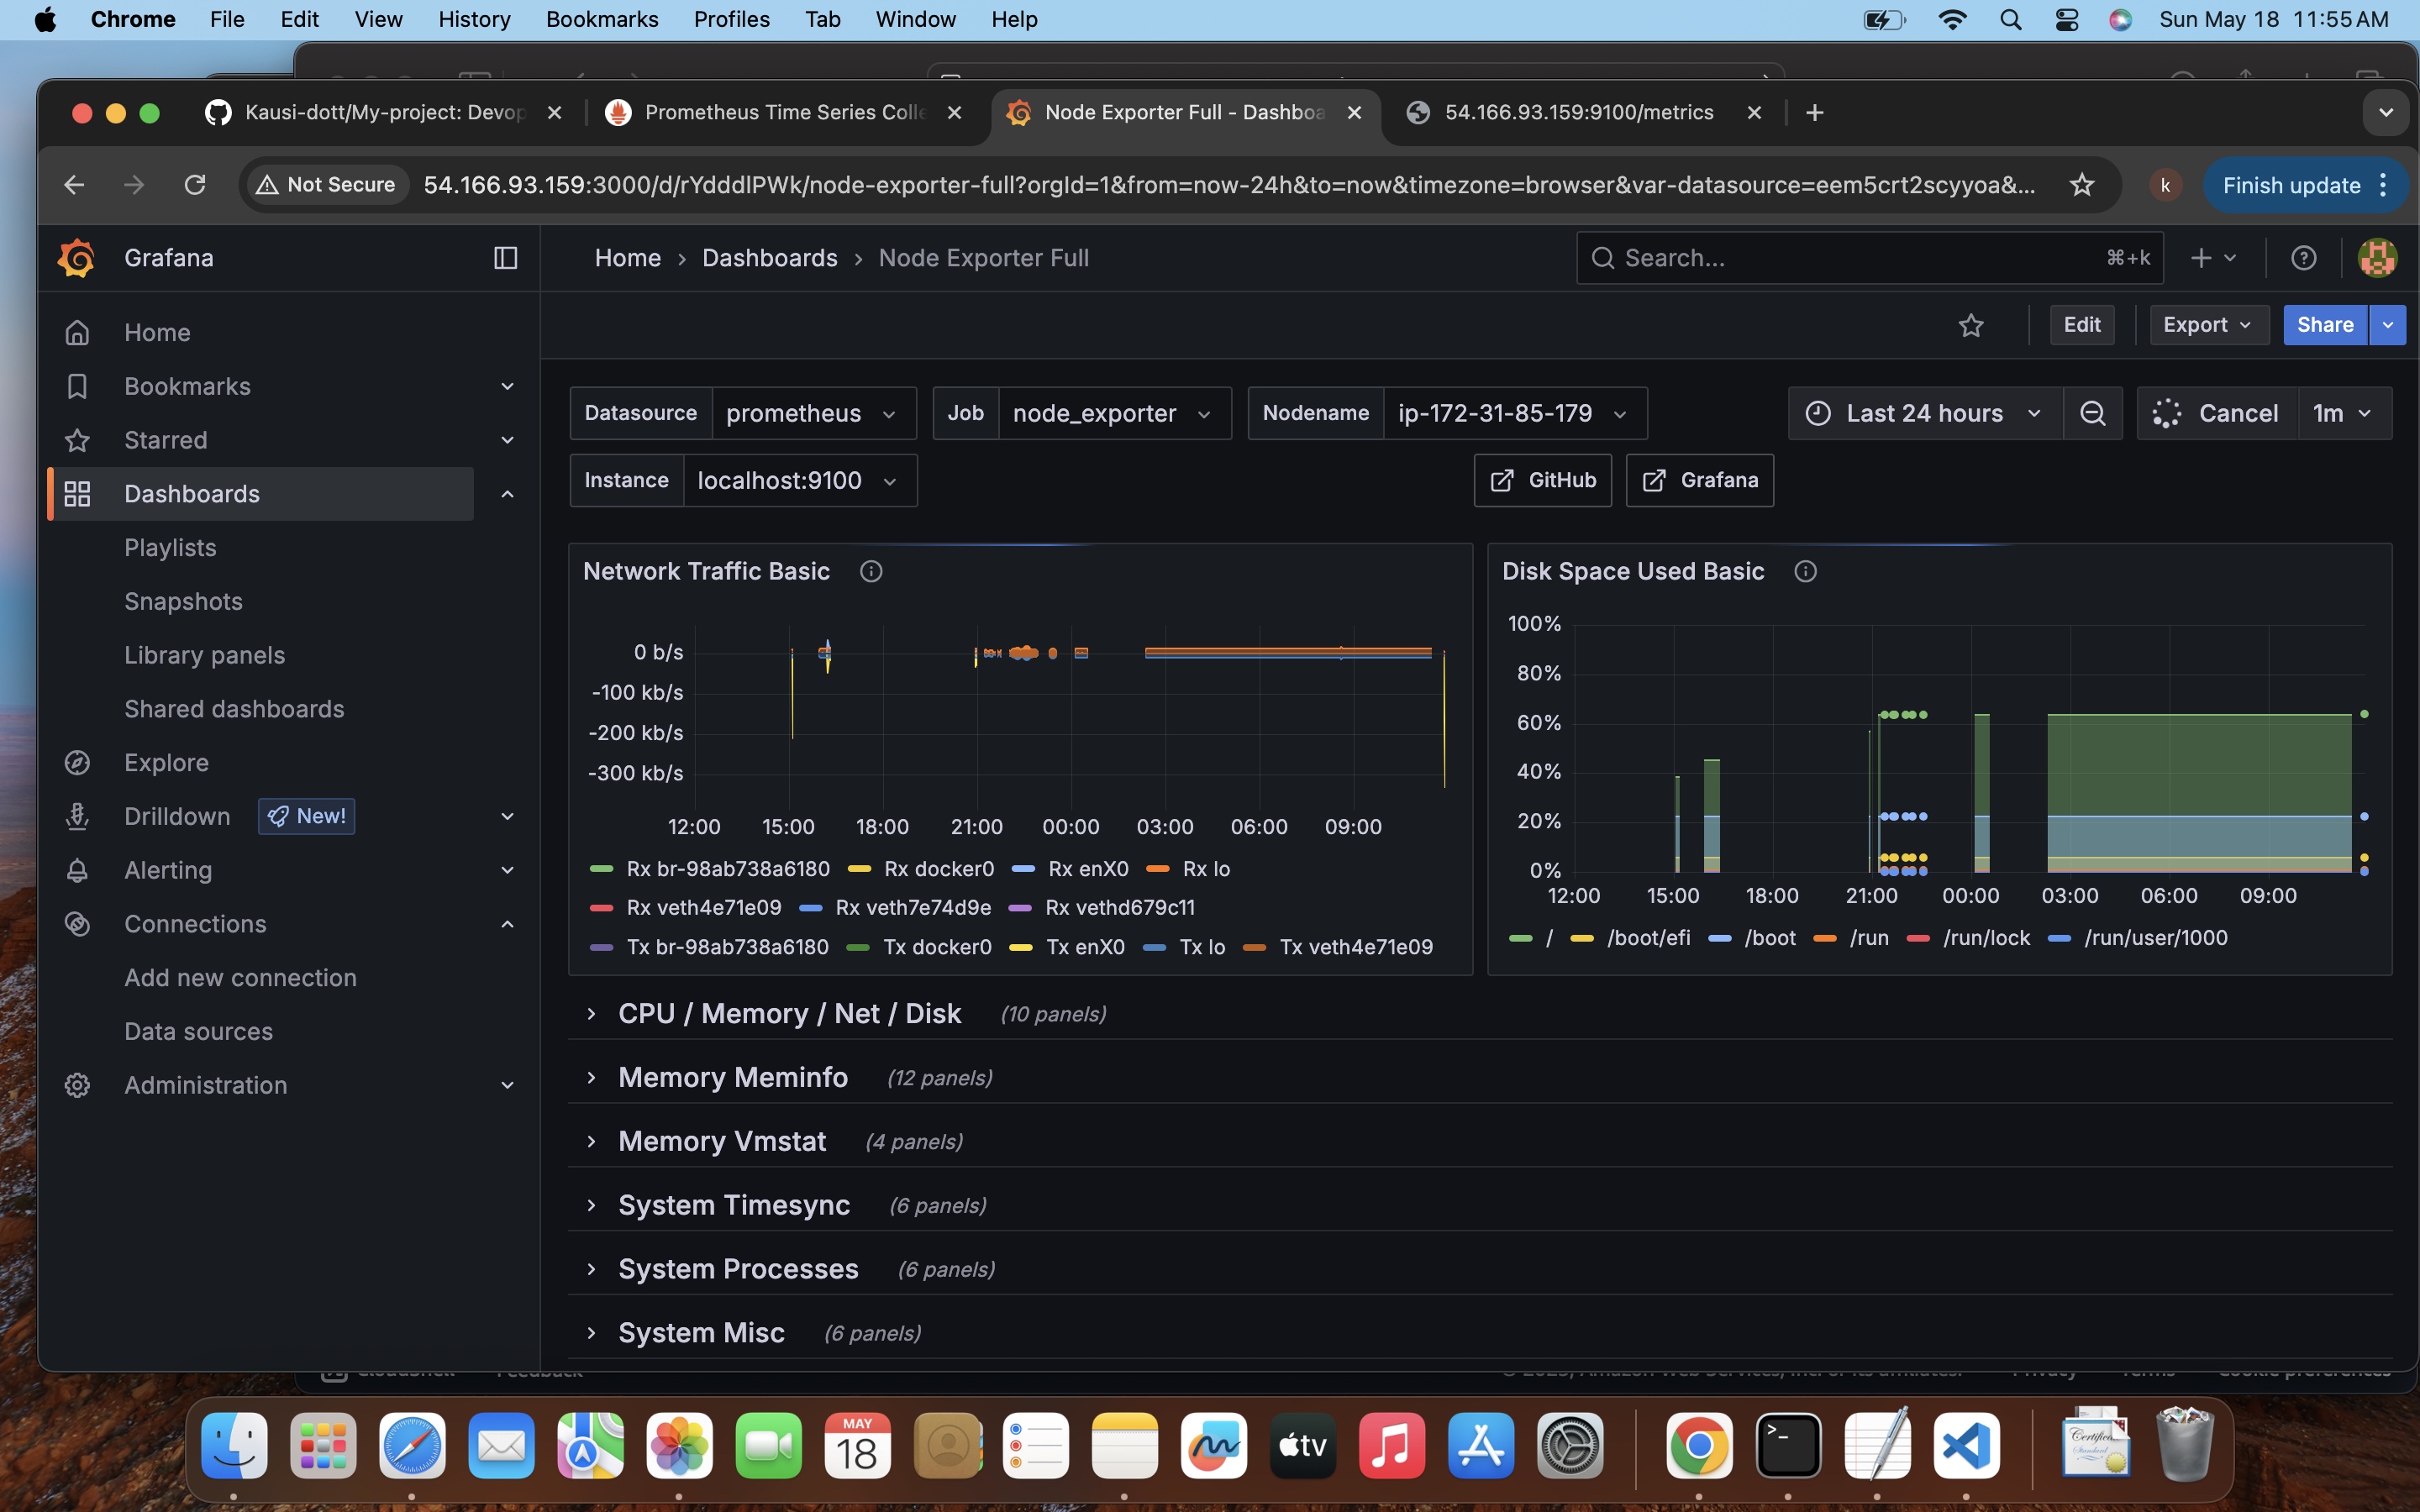 Chrome File Edit View History Bookmarks Profiles Tab Window Help Sun May 18 11:55 AM
Kausi-dott/My-project: Devop Prometheus Time Series Colle Node Exporter Full - Dashboa 54.166.93.159:9100/metrics
Not Secure 54.166.93.159:3000/d/rYdddlPWk/node-exporter-full?orgId=1&from=now-24h&to=now&timezone=browser&var-datasource=eem5crt2scyyoa&... k Finish update
Grafana Home › Dashboards › Node Exporter Full Search... ⌘+k
Edit Export Share
Home
Bookmarks
Starred
Dashboards
Playlists
Snapshots
Library panels
Shared dashboards
Explore
Drilldown New!
Alerting
Connections
Add new connection
Data sources
Administration
Datasource prometheus Job node_exporter Nodename ip-172-31-85-179 Last 24 hours Cancel 1m
Instance localhost:9100 GitHub Grafana
Network Traffic Basic
0 b/s
-100 kb/s
-200 kb/s
-300 kb/s
12:00 15:00 18:00 21:00 00:00 03:00 06:00 09:00
Rx br-98ab738a6180 Rx docker0 Rx enX0 Rx lo
Rx veth4e71e09 Rx veth7e74d9e Rx vethd679c11
Tx br-98ab738a6180 Tx docker0 Tx enX0 Tx lo Tx veth4e71e09
Disk Space Used Basic
100%
80%
60%
40%
20%
0%
12:00 15:00 18:00 21:00 00:00 03:00 06:00 09:00
/ /boot/efi /boot /run /run/lock /run/user/1000
CPU / Memory / Net / Disk (10 panels)
Memory Meminfo (12 panels)
Memory Vmstat (4 panels)
System Timesync (6 panels)
System Processes (6 panels)
System Misc (6 panels)
MAY
18
tv